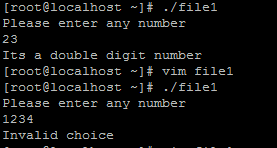 [root@localhost ~]# ./file1
Please enter any number
23
Its a double digit number
[root@localhost ~]# vim file1
[root@localhost ~]# ./file1
Please enter any number
1234
Invalid choice